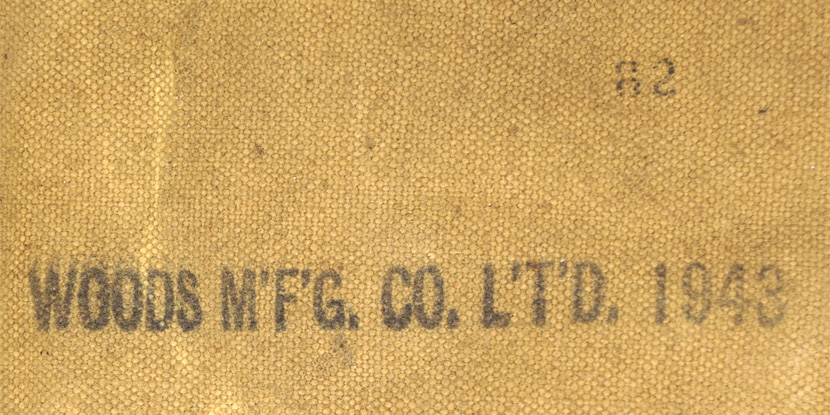 82
WOODS M'F'G. CO. L'T'D. 1943